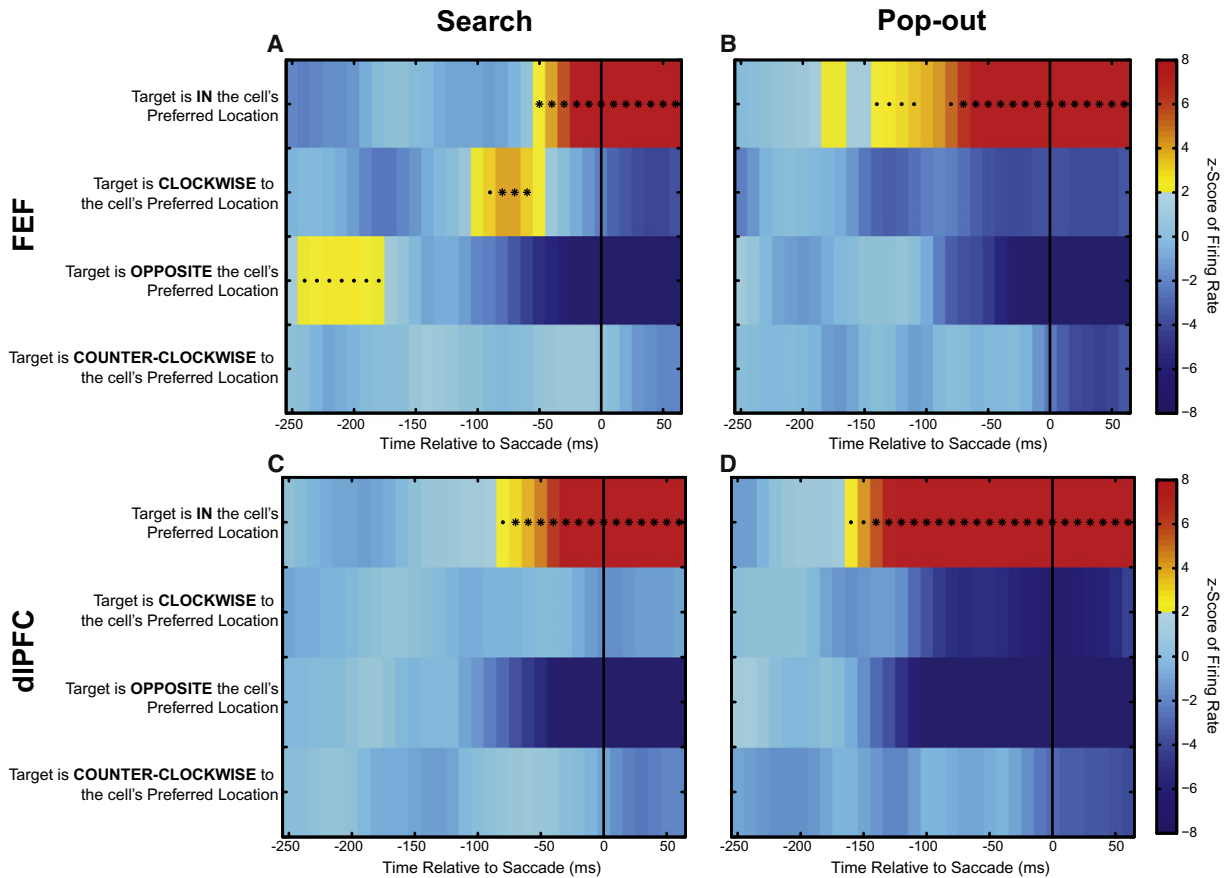 Search
Pop-out
A
B
FEF
Target is IN the cell's
Preferred Location
Target is CLOCKWISE to
the cell's Preferred Location
Target is OPPOSITE the cell's
Preferred Location
Target is COUNTER-CLOCKWISE to
the cell's Preferred Location
-250 -200 -150 -100 -50 0 50
Time Relative to Saccade (ms)
-250 -200 -150 -100 -50 0 50
Time Relative to Saccade (ms)
8
6
4
2
0
-2
-4
-6
-8
z-Score of Firing Rate
C
D
dlPFC
Target is IN the cell's
Preferred Location
Target is CLOCKWISE to
the cell's Preferred Location
Target is OPPOSITE the cell's
Preferred Location
Target is COUNTER-CLOCKWISE to
the cell's Preferred Location
-250 -200 -150 -100 -50 0 50
Time Relative to Saccade (ms)
-250 -200 -150 -100 -50 0 50
Time Relative to Saccade (ms)
8
6
4
2
0
-2
-4
-6
-8
z-Score of Firing Rate